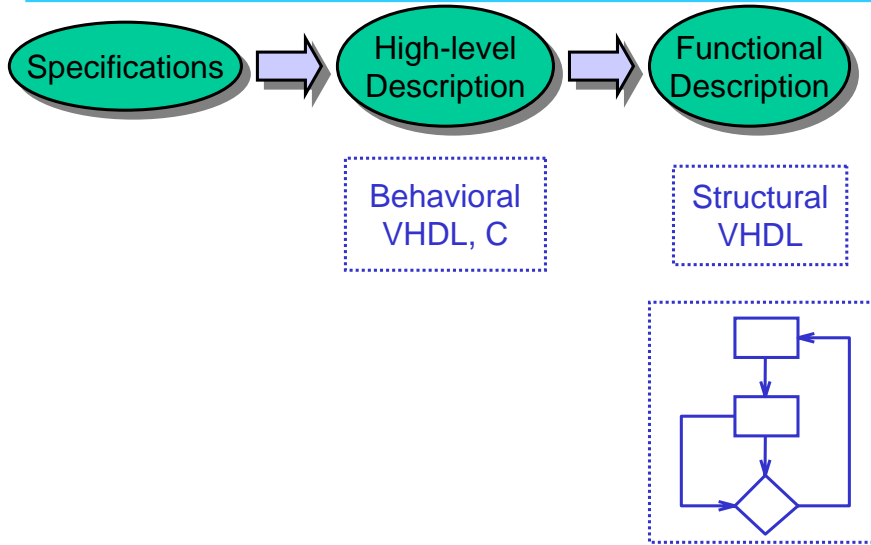 Specifications
High-level
Description
Functional
Description
Behavioral
VHDL, C
Structural
VHDL